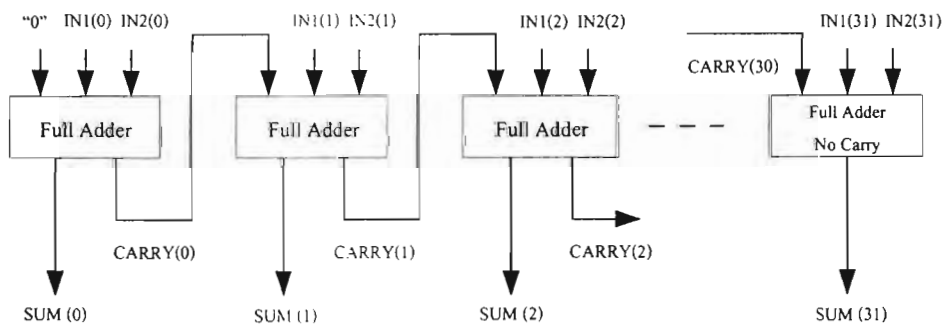 “0” IN1(0) IN2(0) IN1(1) IN2(1) IN1(2) IN2(2) IN1(31) IN2(31)
CARRY(30)
Full Adder Full Adder Full Adder Full Adder
No Carry
CARRY(0) CARRY(1) CARRY(2)
SUM (0) SUM (1) SUM (2) SUM (31)